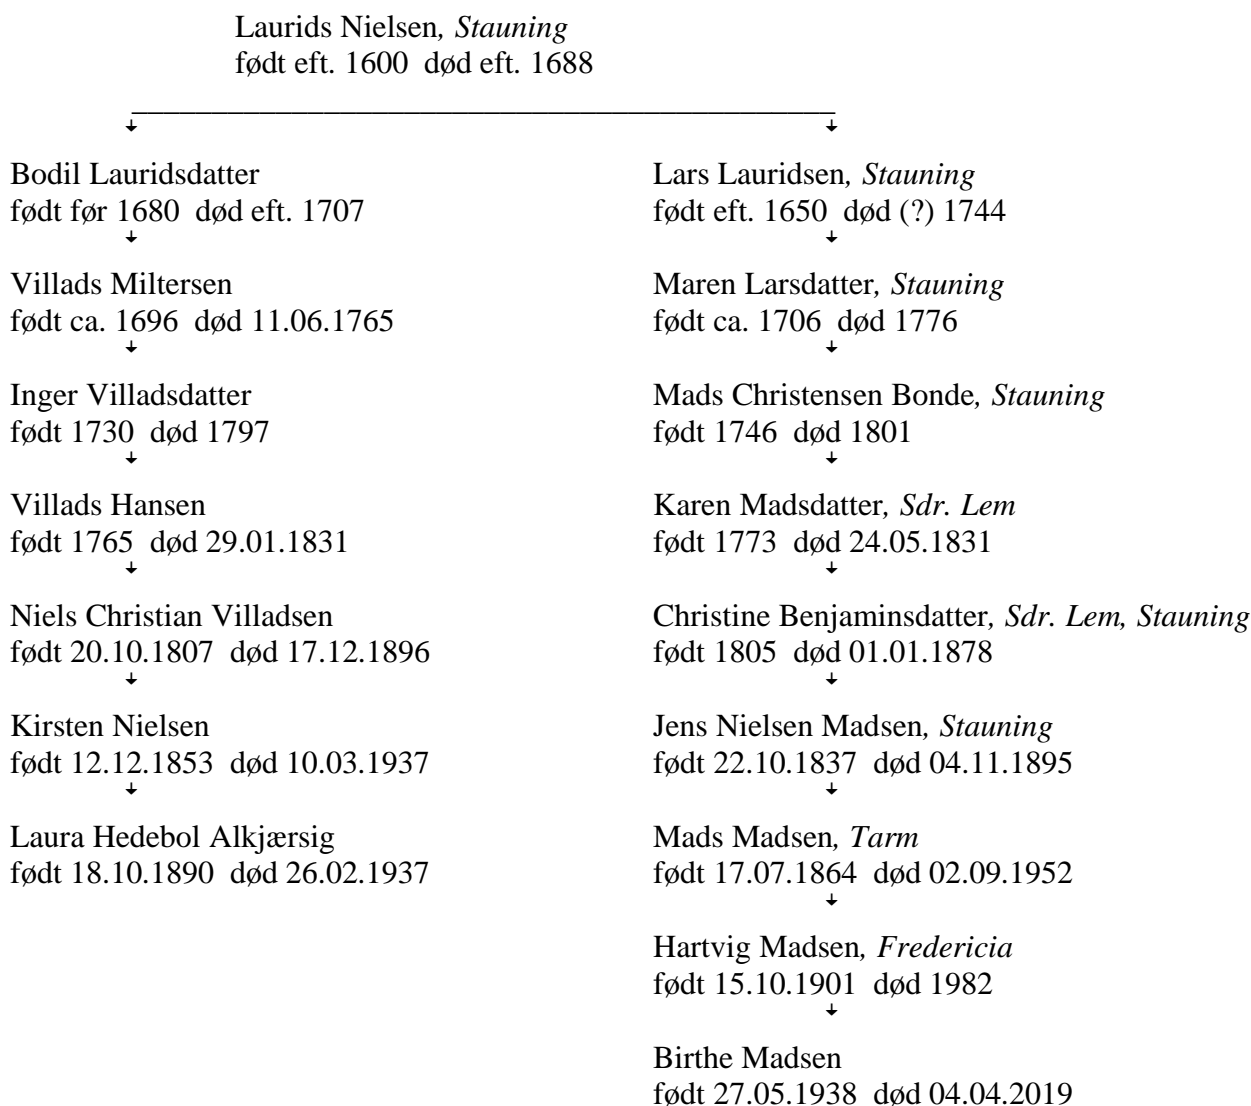 Laurids Nielsen, Stauning
født eft. 1600 død eft. 1688
Bodil Lauridsdatter
født før 1680 død eft. 1707
Villads Miltersen
født ca. 1696 død 11.06.1765
Inger Villadsdatter
født 1730 død 1797
Villads Hansen
født 1765 død 29.01.1831
Niels Christian Villadsen
født 20.10.1807 død 17.12.1896
Kirsten Nielsen
født 12.12.1853 død 10.03.1937
Laura Hedebol Alkjærsig
født 18.10.1890 død 26.02.1937
Lars Lauridsen, Stauning
født eft. 1650 død (?) 1744
Maren Larsdatter, Stauning
født ca. 1706 død 1776
Mads Christensen Bonde, Stauning
født 1746 død 1801
Karen Madsdatter, Sdr. Lem
født 1773 død 24.05.1831
Christine Benjaminsdatter, Sdr. Lem, Stauning
født 1805 død 01.01.1878
Jens Nielsen Madsen, Stauning
født 22.10.1837 død 04.11.1895
Mads Madsen, Tarm
født 17.07.1864 død 02.09.1952
Hartvig Madsen, Fredericia
født 15.10.1901 død 1982
Birthe Madsen
født 27.05.1938 død 04.04.2019